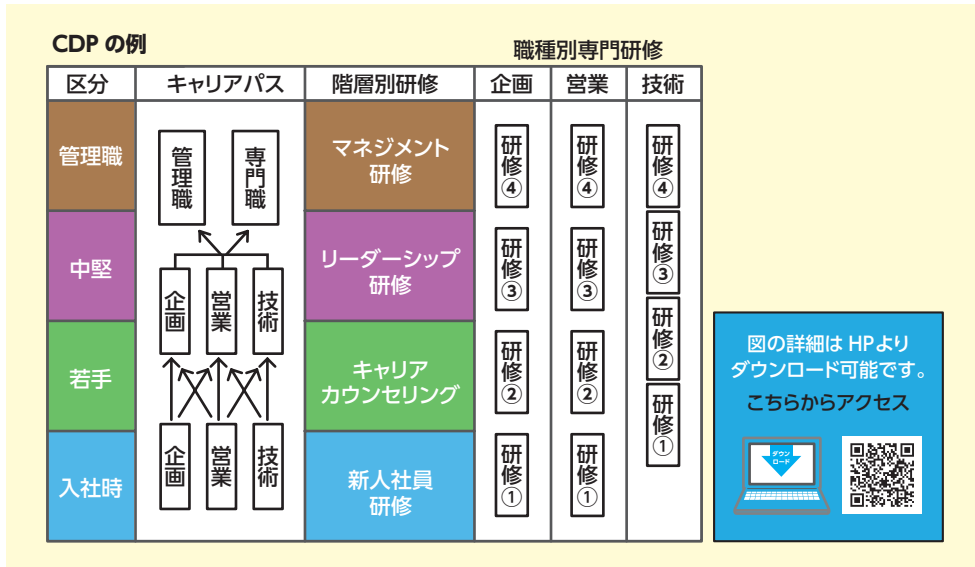 CDP の例
職種別専門研修
区分
キャリアパス
階層別研修
企画
営業
技術
管理職
管理職
専門職
マネジメント
研修
研修④
研修④
研修④
中堅
企画
営業
技術
リーダーシップ
研修
研修③
研修③
研修③
若手
キャリア
カウンセリング
研修②
研修②
研修②
入社時
企画
営業
技術
新人社員
研修
研修①
研修①
研修①
図の詳細は HPより
ダウンロード可能です。
こちらからアクセス
ダウン
ロード